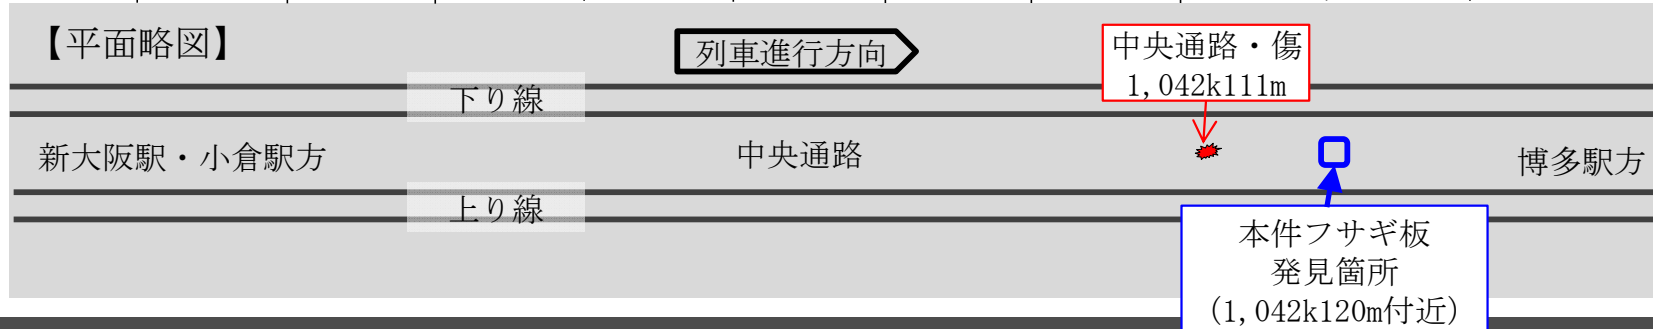 【平面略図】
列車進行方向
中央通路・傷
1,042k111m
下り線
新大阪駅・小倉駅方
中央通路
博多駅方
上り線
本件フサギ板
発見箇所
(1,042k120m付近)